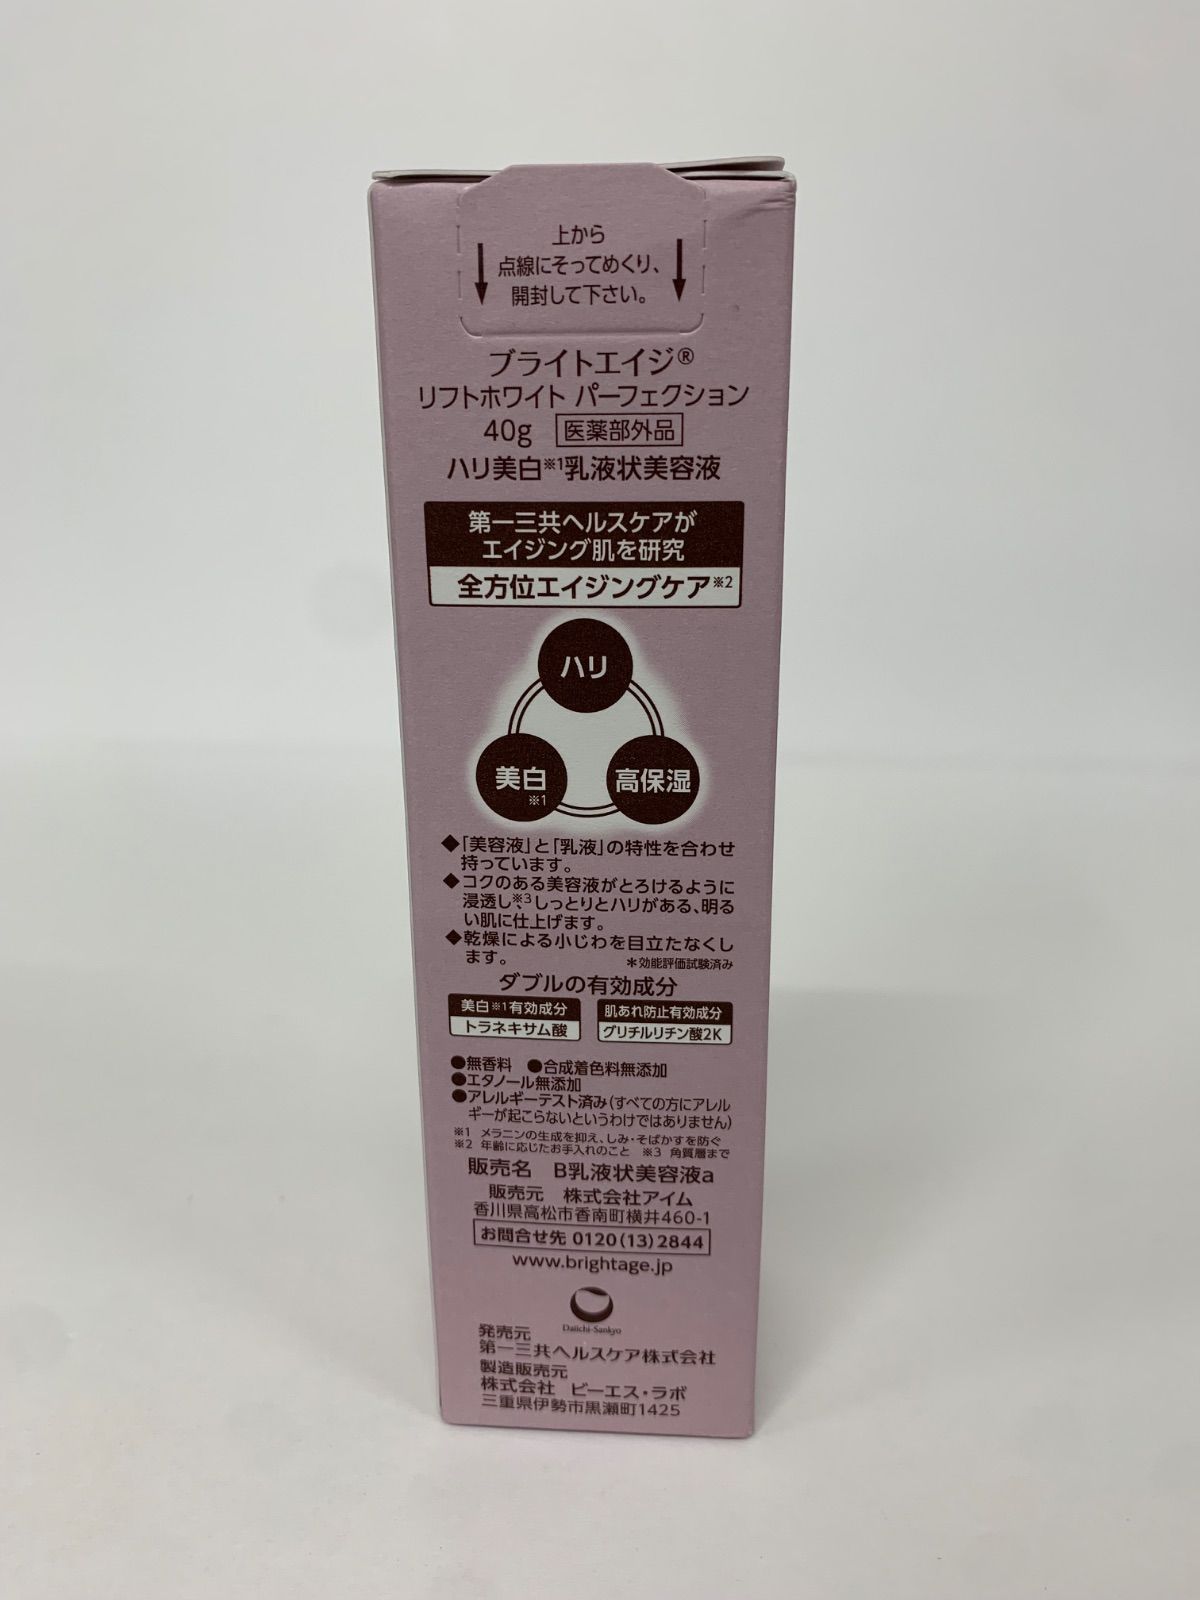 上から
点線にそってめくり、
開封して下さい。
ブライトエイジ®
リフトホワイト パーフェクション
40g 医薬部外品
ハリ美白※1乳液状美容液
第一三共ヘルスケアが
エイジング肌を研究
全方位エイジングケア※2
ハリ
美白
※1
高保湿
◆「美容液」と「乳液」の特性を合わせ
持っています。
◆コクのある美容液がとろけるように
浸透し※3、しっとりとハリがある、明る
い肌に仕上げます。
◆乾燥による小じわを目立たなくし
ます。 *効能評価試験済み
ダブルの有効成分
美白※1有効成分
トラネキサム酸
肌あれ防止有効成分
グリチルリチン酸2K
●無香料 ●合成着色料無添加
●エタノール無添加
●アレルギーテスト済み(すべての方にアレル
ギーが起こらないというわけではありません)
※1 メラニンの生成を抑え、しみ・そばかすを防ぐ
※2 年齢に応じたお手入れのこと ※3 角質層まで
販売名 B乳液状美容液a
販売元 株式会社アイム
香川県高松市香南町横井460-1
お問合せ先 0120(13)2844
www.brightage.jp
Daiichi-Sankyo
発売元
第一三共ヘルスケア株式会社
製造販売元
株式会社 ビーエス・ラボ
三重県伊勢市黒瀬町1425